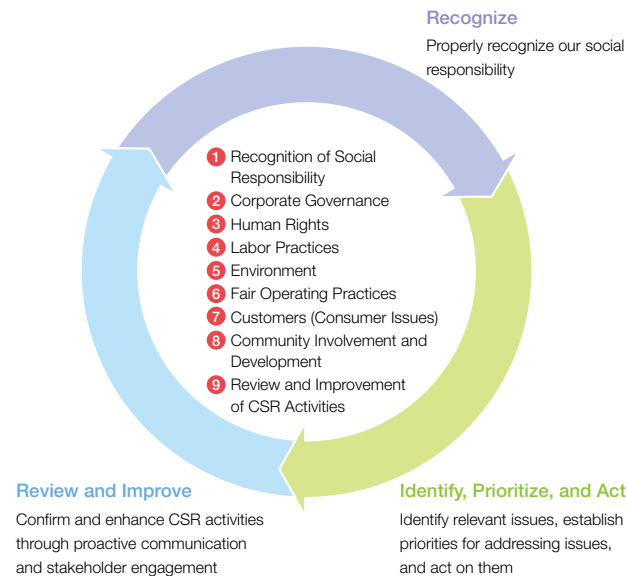 Recognize
Properly recognize our social
responsibility
1 Recognition of Social
Responsibility
2 Corporate Governance
3 Human Rights
4 Labor Practices
5 Environment
6 Fair Operating Practices
7 Customers (Consumer Issues)
8 Community Involvement and
Development
9 Review and Improvement
of CSR Activities
Review and Improve
Confirm and enhance CSR activities
through proactive communication
and stakeholder engagement
Identify, Prioritize, and Act
Identify relevant issues, establish
priorities for addressing issues,
and act on them